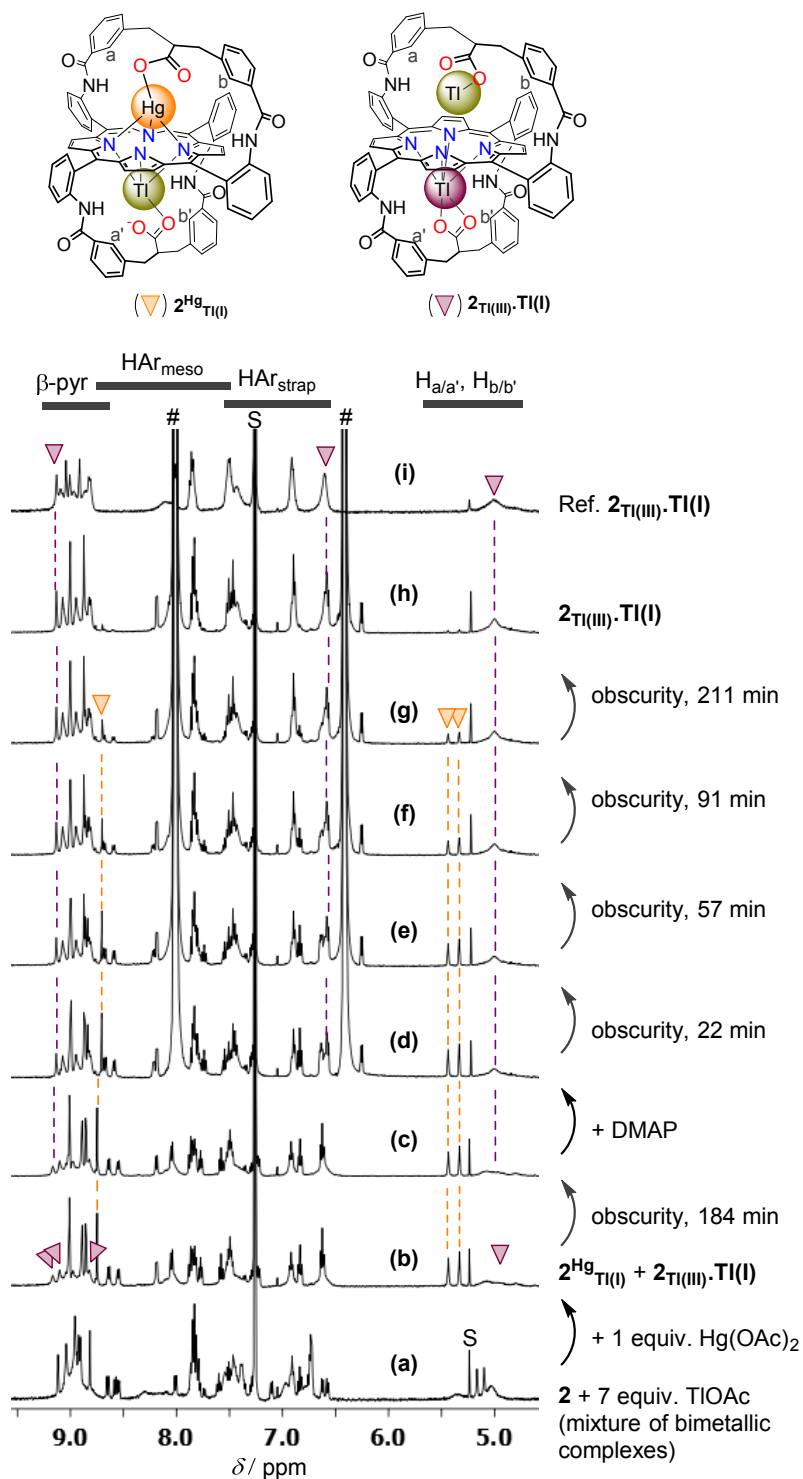 a
O
O
b
O
NH
Hg
N
N
N
N
Tl
O
HN
NH
O
-O
O
b'
HN
O
a'
O
(▽) 2^Hg_Tl(I)
a
O
O
b
O
NH
Tl
N
N
N
N
Tl
O
HN
NH
O
O
O
b'
HN
O
a'
O
(▽) 2_Tl(III).Tl(I)
β-pyr
HAr_meso
HAr_strap
H_a/a', H_b/b'
#
S
#
(i)
Ref. 2_Tl(III).Tl(I)
(h)
2_Tl(III).Tl(I)
(g)
obscurity, 211 min
(f)
obscurity, 91 min
(e)
obscurity, 57 min
(d)
obscurity, 22 min
(c)
+ DMAP
obscurity, 184 min
(b)
2^Hg_Tl(I) + 2_Tl(III).Tl(I)
+ 1 equiv. Hg(OAc)₂
(a)
S
2 + 7 equiv. TlOAc
(mixture of bimetallic
complexes)
9.0 8.0 7.0 6.0 5.0
δ / ppm